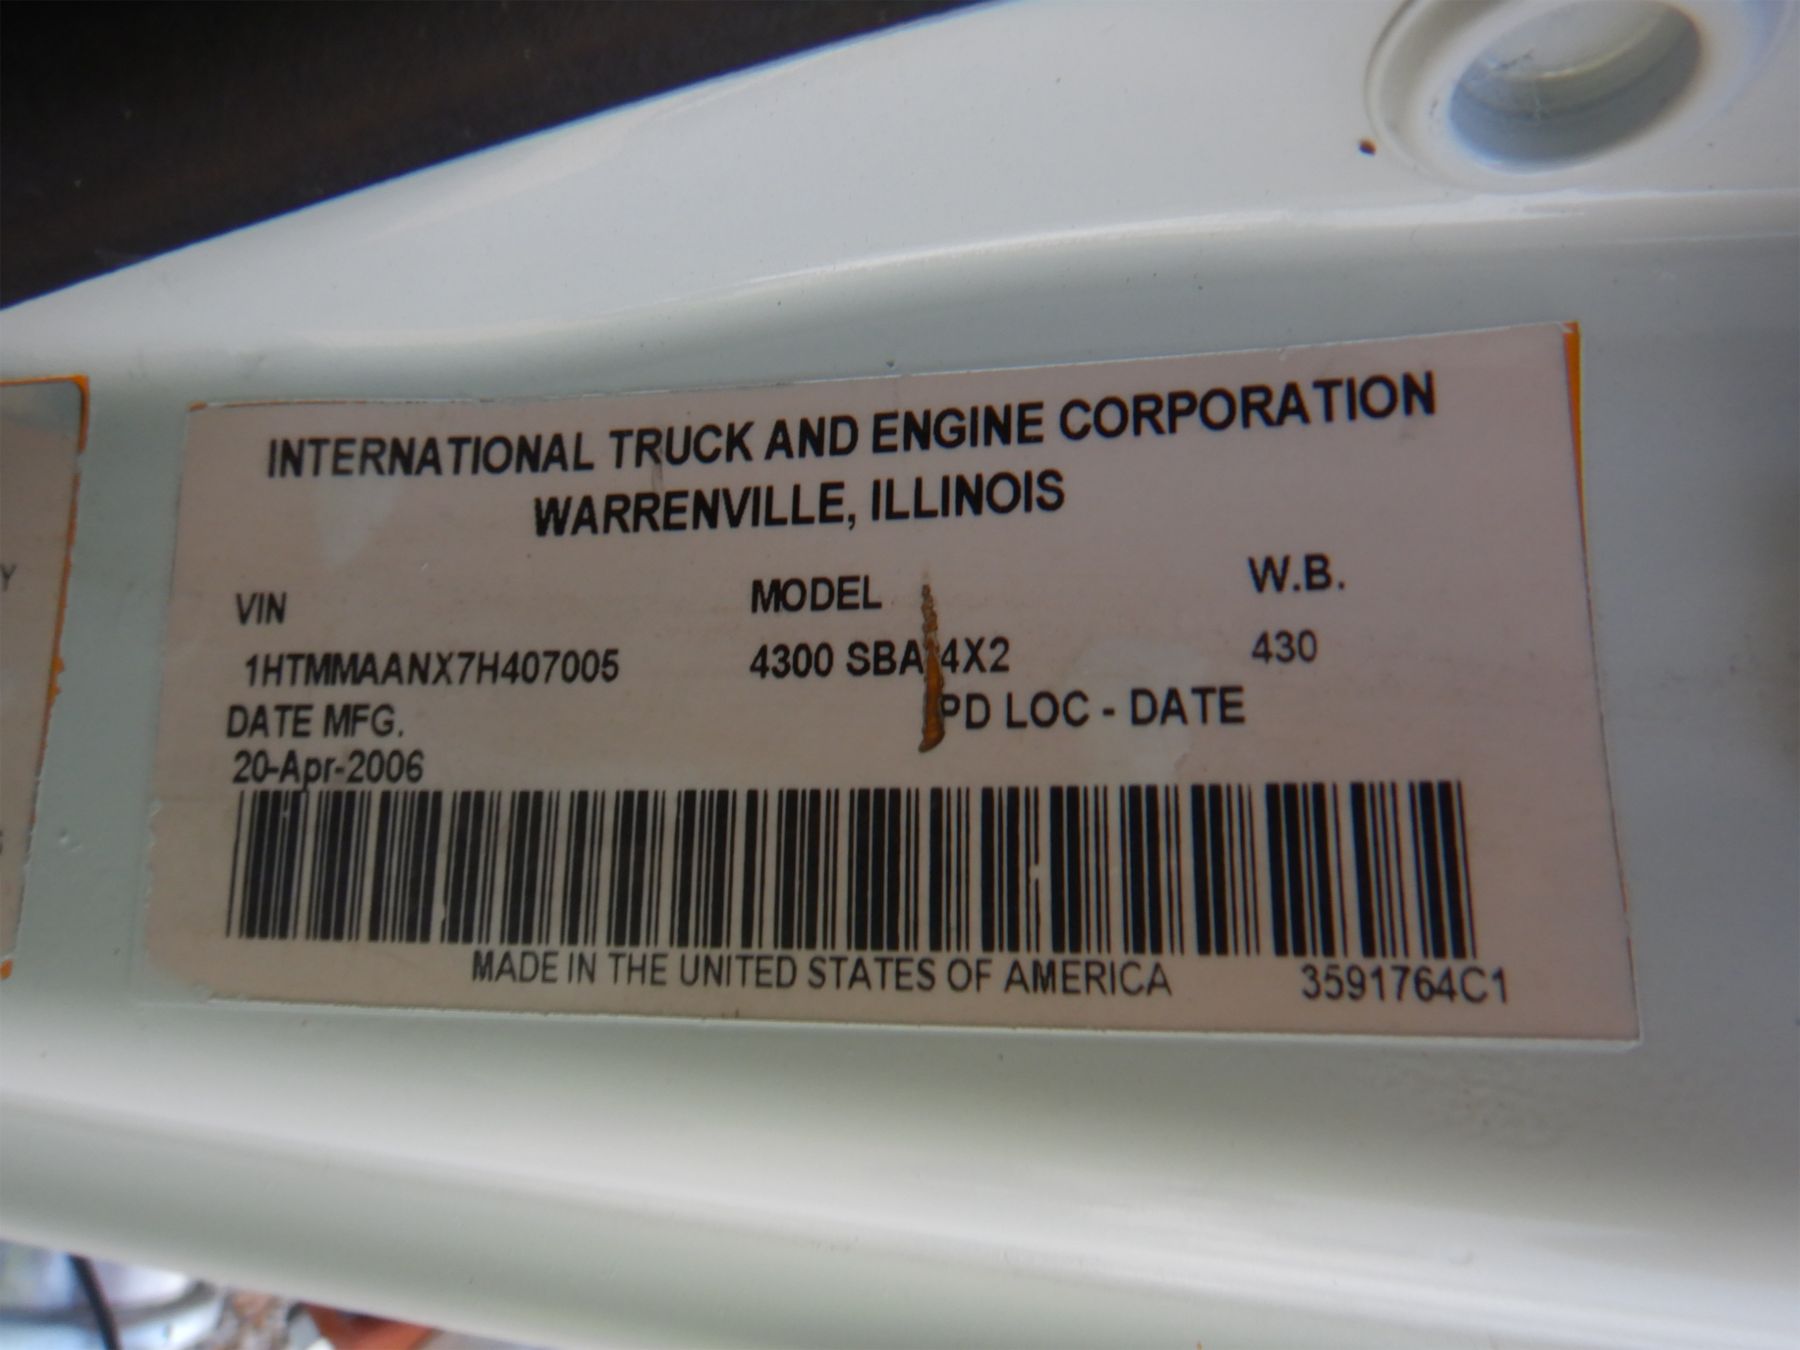 INTERNATIONAL TRUCK AND ENGINE CORPORATION
WARRENVILLE, ILLINOIS
VIN MODEL W.B.
1HTMMAANX7H407005 4300 SBA 4X2 430
DATE MFG. PD LOC - DATE
20-Apr-2006
MADE IN THE UNITED STATES OF AMERICA 3591764C1
Y